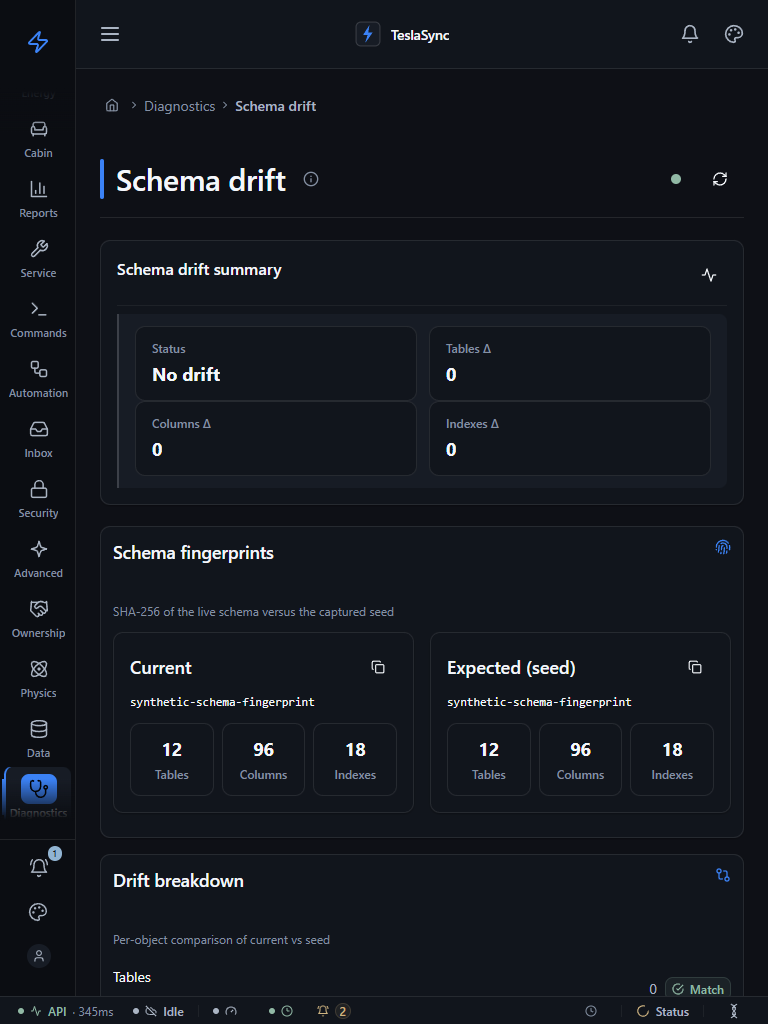 TeslaSync
Energy
Cabin
Reports
Service
Commands
Automation
Inbox
Security
Advanced
Ownership
Physics
Data
Diagnostics
1
Diagnostics > Schema drift
Schema drift
Schema drift summary
Status
No drift
Tables Δ
0
Columns Δ
0
Indexes Δ
0
Schema fingerprints
SHA-256 of the live schema versus the captured seed
Current
synthetic-schema-fingerprint
12 96 18
Tables Columns Indexes
Expected (seed)
synthetic-schema-fingerprint
12 96 18
Tables Columns Indexes
Drift breakdown
Per-object comparison of current vs seed
Tables
0 Match
API · 345ms Idle 2 Status